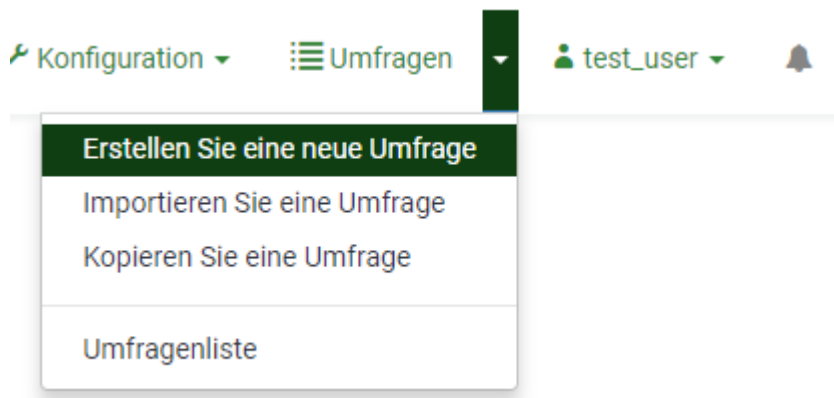 Konfiguration Umfragen test_user
Erstellen Sie eine neue Umfrage
Importieren Sie eine Umfrage
Kopieren Sie eine Umfrage
Umfragenliste